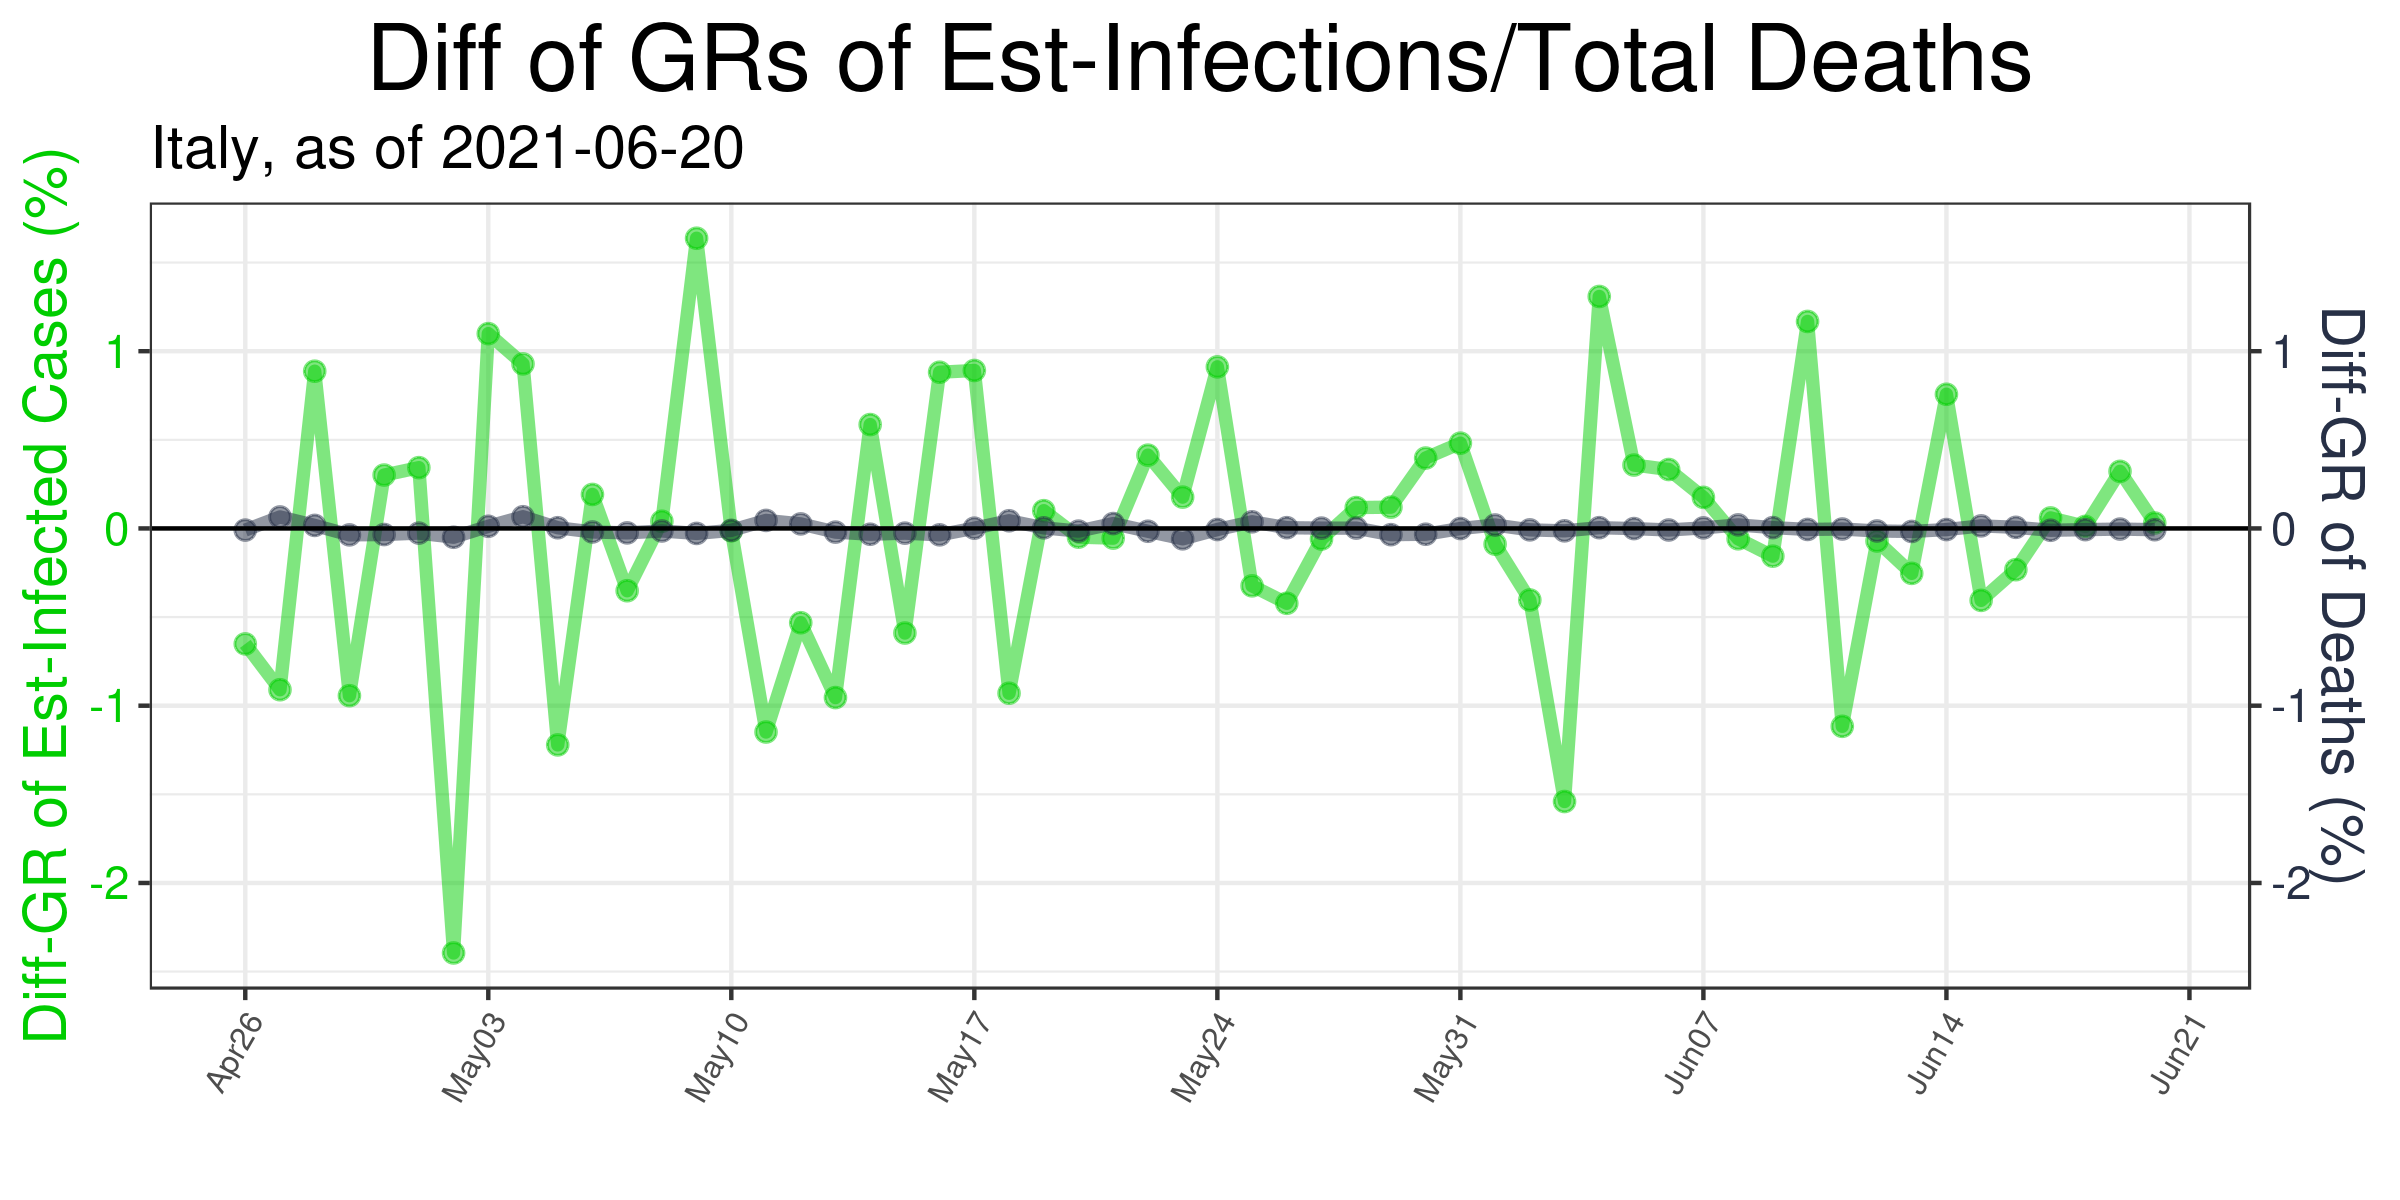 Diff of GRs of Est-Infections/Total Deaths
Italy, as of 2021-06-20
Diff-GR of Est-Infected Cases (%)
1
0
-1
-2
1
0
-1
-2
Diff-GR of Deaths (%)
Apr26
May03
May10
May17
May24
May31
Jun07
Jun14
Jun21